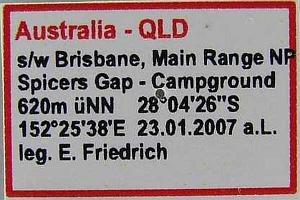 Australia - QLD
s/w Brisbane, Main Range NP
Spicers Gap - Campground
620m üNN 28°04'26"S
152°25'38'E 23.01.2007 a.L.
leg. E. Friedrich